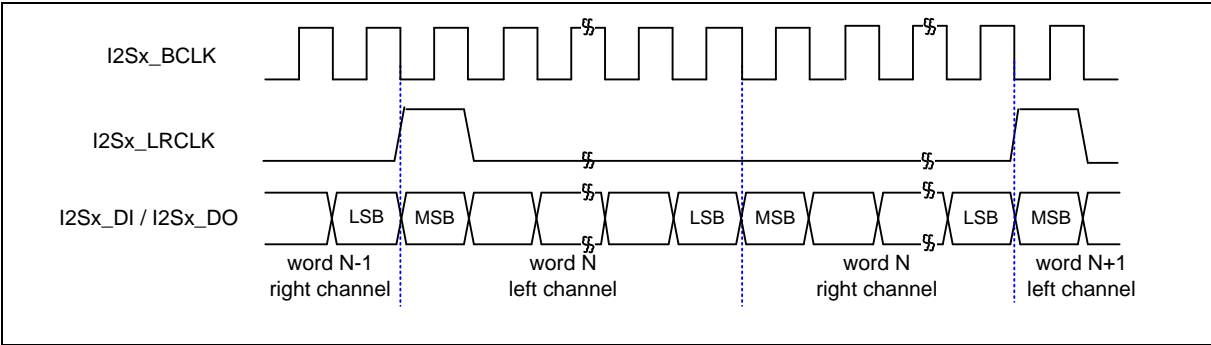 I2Sx_BCLK
I2Sx_LRCLK
I2Sx_DI / I2Sx_DO
LSB MSB LSB MSB LSB MSB
word N-1 word N word N word N+1
right channel left channel right channel left channel